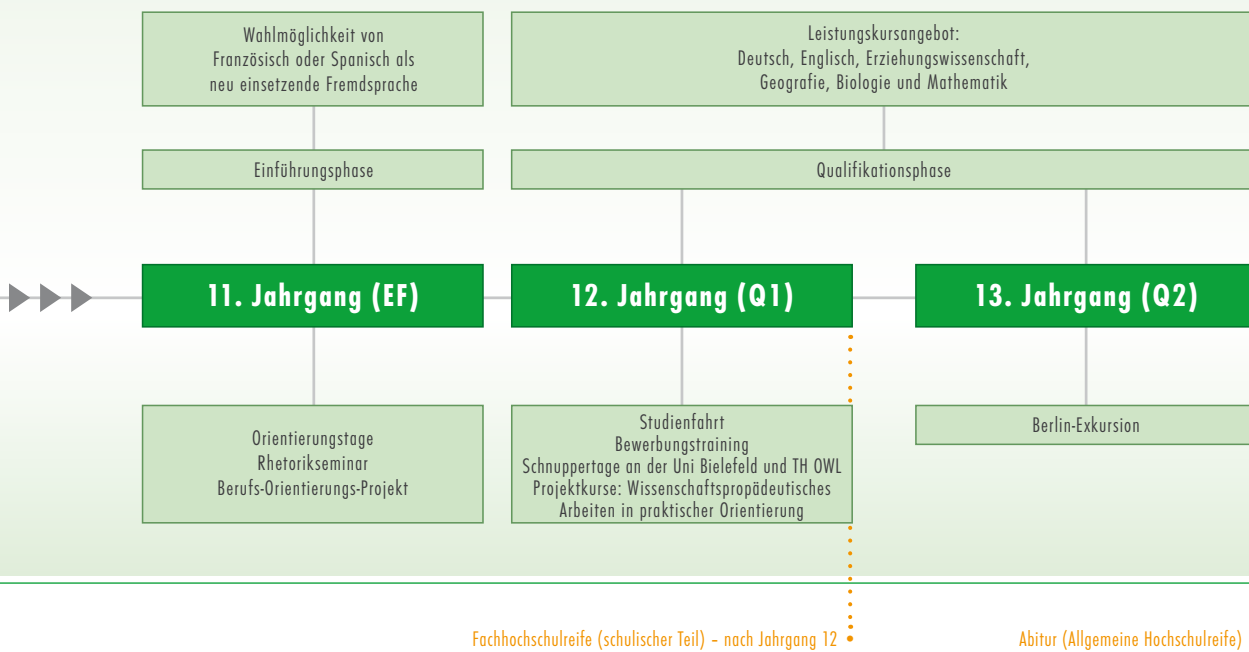 Wahlmöglichkeit von
Französisch oder Spanisch als
neu einsetzende Fremdsprache
Leistungskursangebot:
Deutsch, Englisch, Erziehungswissenschaft,
Geografie, Biologie und Mathematik
Einführungsphase
Qualifikationsphase
11. Jahrgang (EF)
12. Jahrgang (Q1)
13. Jahrgang (Q2)
Orientierungstage
Rhetorikseminar
Berufs-Orientierungs-Projekt
Studienfahrt
Bewerbungstraining
Schnuppertage an der Uni Bielefeld und TH OWL
Projektkurse: Wissenschaftspropädeutisches
Arbeiten in praktischer Orientierung
Berlin-Exkursion
Fachhochschulreife (schulischer Teil) – nach Jahrgang 12
Abitur (Allgemeine Hochschulreife)